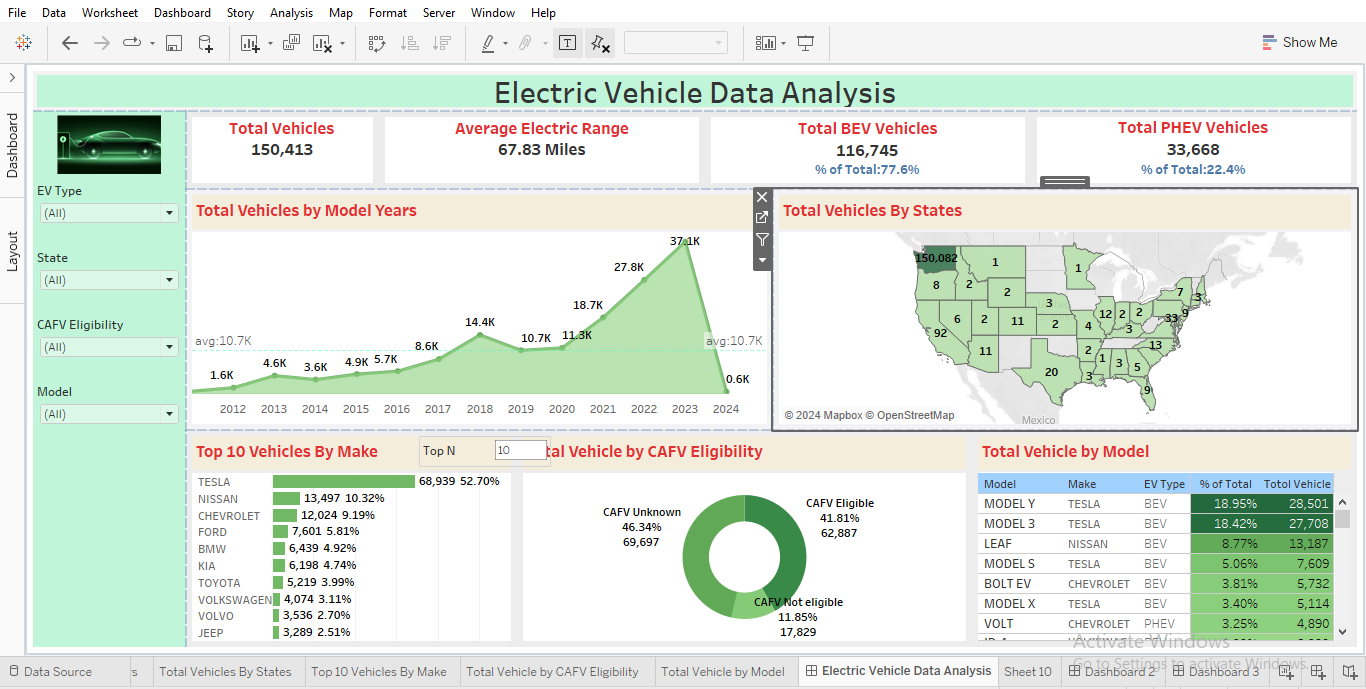 File Data Worksheet Dashboard Story Analysis Map Format Server Window Help
Show Me
Dashboard
Layout
Electric Vehicle Data Analysis
EV Type
(All)
State
(All)
CAFV Eligibility
(All)
Model
(All)
Total Vehicles
150,413
Average Electric Range
67.83 Miles
Total BEV Vehicles
116,745
% of Total:77.6%
Total PHEV Vehicles
33,668
% of Total:22.4%
Total Vehicles by Model Years
37.1K
27.8K
18.7K
14.4K
10.7K 11.3K
8.6K
avg:10.7K avg:10.7K
4.6K 4.9K 5.7K
1.6K 3.6K 0.6K
2012 2013 2014 2015 2016 2017 2018 2019 2020 2021 2022 2023 2024
Total Vehicles By States
150,082 1 1
8 2 2 7 3
3 12 2 2 33 9
92 6 2 11 2 4 3
11 2 1 3 5 13
20 3 9
© 2024 Mapbox © OpenStreetMap
Mexico
Top 10 Vehicles By Make
Top N 10
TESLA 68,939 52.70%
NISSAN 13,497 10.32%
CHEVROLET 12,024 9.19%
FORD 7,601 5.81%
BMW 6,439 4.92%
KIA 6,198 4.74%
TOYOTA 5,219 3.99%
VOLKSWAGEN 4,074 3.11%
VOLVO 3,536 2.70%
JEEP 3,289 2.51%
tal Vehicle by CAFV Eligibility
CAFV Unknown
46.34%
69,697
CAFV Eligible
41.81%
62,887
CAFV Not eligible
11.85%
17,829
Total Vehicle by Model
Model Make EV Type % of Total Total Vehicle
MODEL Y TESLA BEV 18.95% 28,501
MODEL 3 TESLA BEV 18.42% 27,708
LEAF NISSAN BEV 8.77% 13,187
MODEL S TESLA BEV 5.06% 7,609
BOLT EV CHEVROLET BEV 3.81% 5,732
MODEL X TESLA BEV 3.40% 5,114
VOLT CHEVROLET PHEV 3.25% 4,890
Activate Windows
Go to Settings to activate Windows.
Data Source rs Total Vehicles By States Top 10 Vehicles By Make Total Vehicle by CAFV Eligibility Total Vehicle by Model Electric Vehicle Data Analysis Sheet 10 Dashboard 2 Dashboard 3